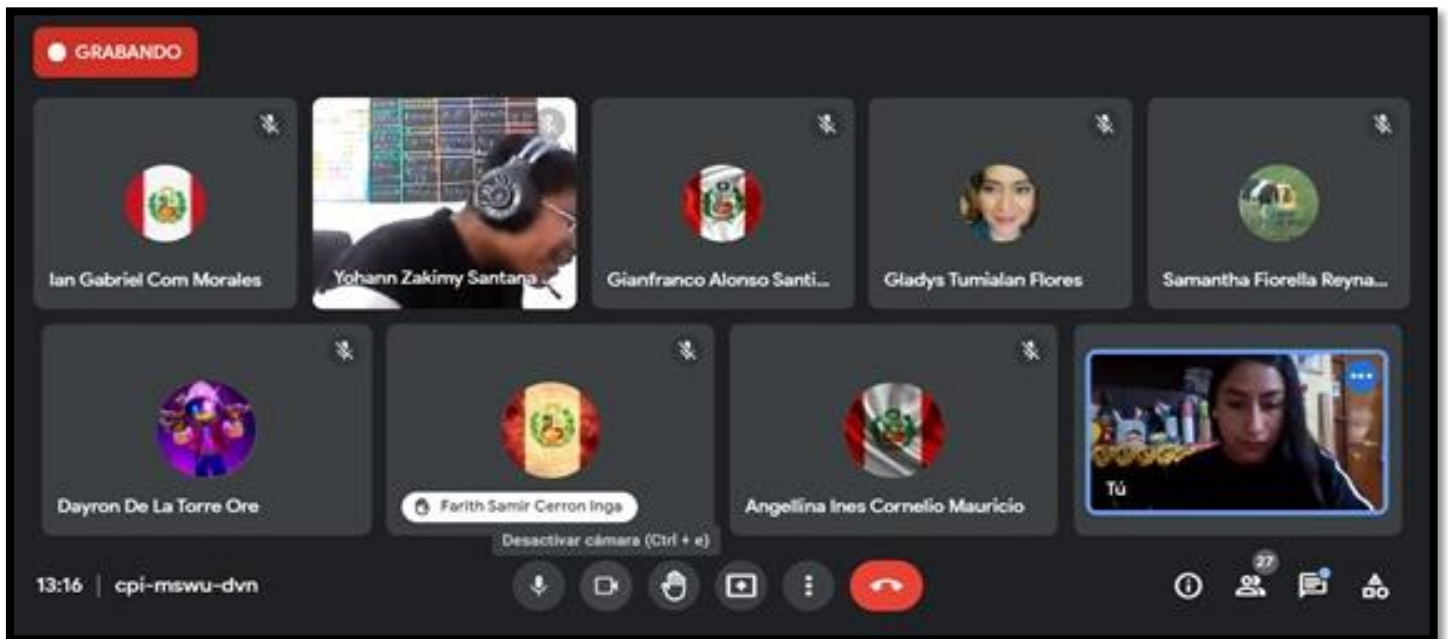 GRABANDO
Ian Gabriel Com Morales
Yohann Zakimy Santana
Gianfranco Alonso Santi...
Gladys Tumialan Flores
Samantha Fiorella Reyna...
Dayron De La Torre Ore
Farith Samir Cerron Inga
Angellina Ines Cornelio Mauricio
Tú
Desactivar cámara (Ctrl + e)
13:16 | cpi-mswu-dvn
27